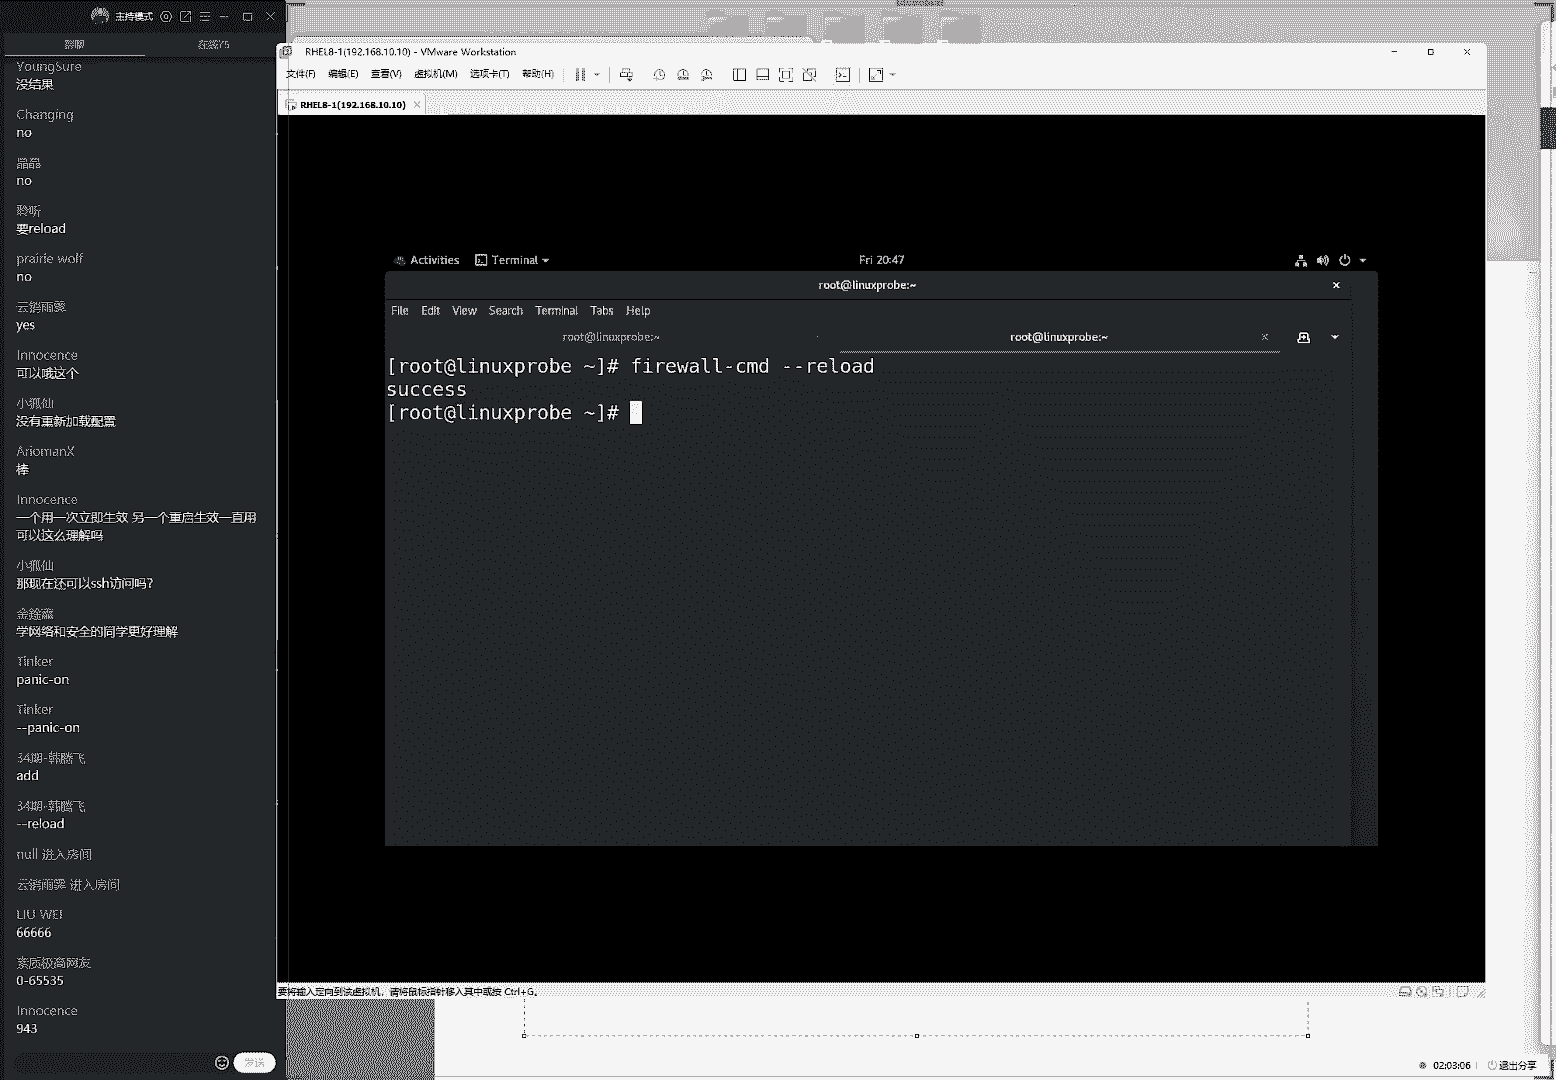 主持模式
聊聊
在线75
YoungSure
没结果
Changing
no
no
聆听
要reload
prairie wolf
no
云销雨霁
yes
Innocence
可以哦这个
小狐仙
没有重新加载配置
AnomanX
棒
Innocence
一个用一次立即生效 另一个重启生效一直用
可以这么理解吗
小狐仙
那现在还可以ssh访问吗?
学网络和安全的同学更好理解
Tinker
panic-on
Tinker
--panic-on
34期-韩腾飞
add
34期-韩腾飞
--reload
null 进入房间
云销雨霁 进入房间
LIU WEI
66666
素质极高网友
0-65535
Innocence
943
发送
RHEL8-1(192.168.10.10) - VMware Workstation
文件(F) 编辑(E) 查看(V) 虚拟机(M) 选项卡(T) 帮助(H)
RHEL8-1(192.168.10.10)
Activities Terminal Fri 20:47
root@linuxprobe:~
File Edit View Search Terminal Tabs Help
root@linuxprobe:~ root@linuxprobe:~
[root@linuxprobe ~]# firewall-cmd --reload
success
[root@linuxprobe ~]#
要将输入定向到该虚拟机，请将鼠标指针移入其中或按 Ctrl+G。
02:03:06 退出分享